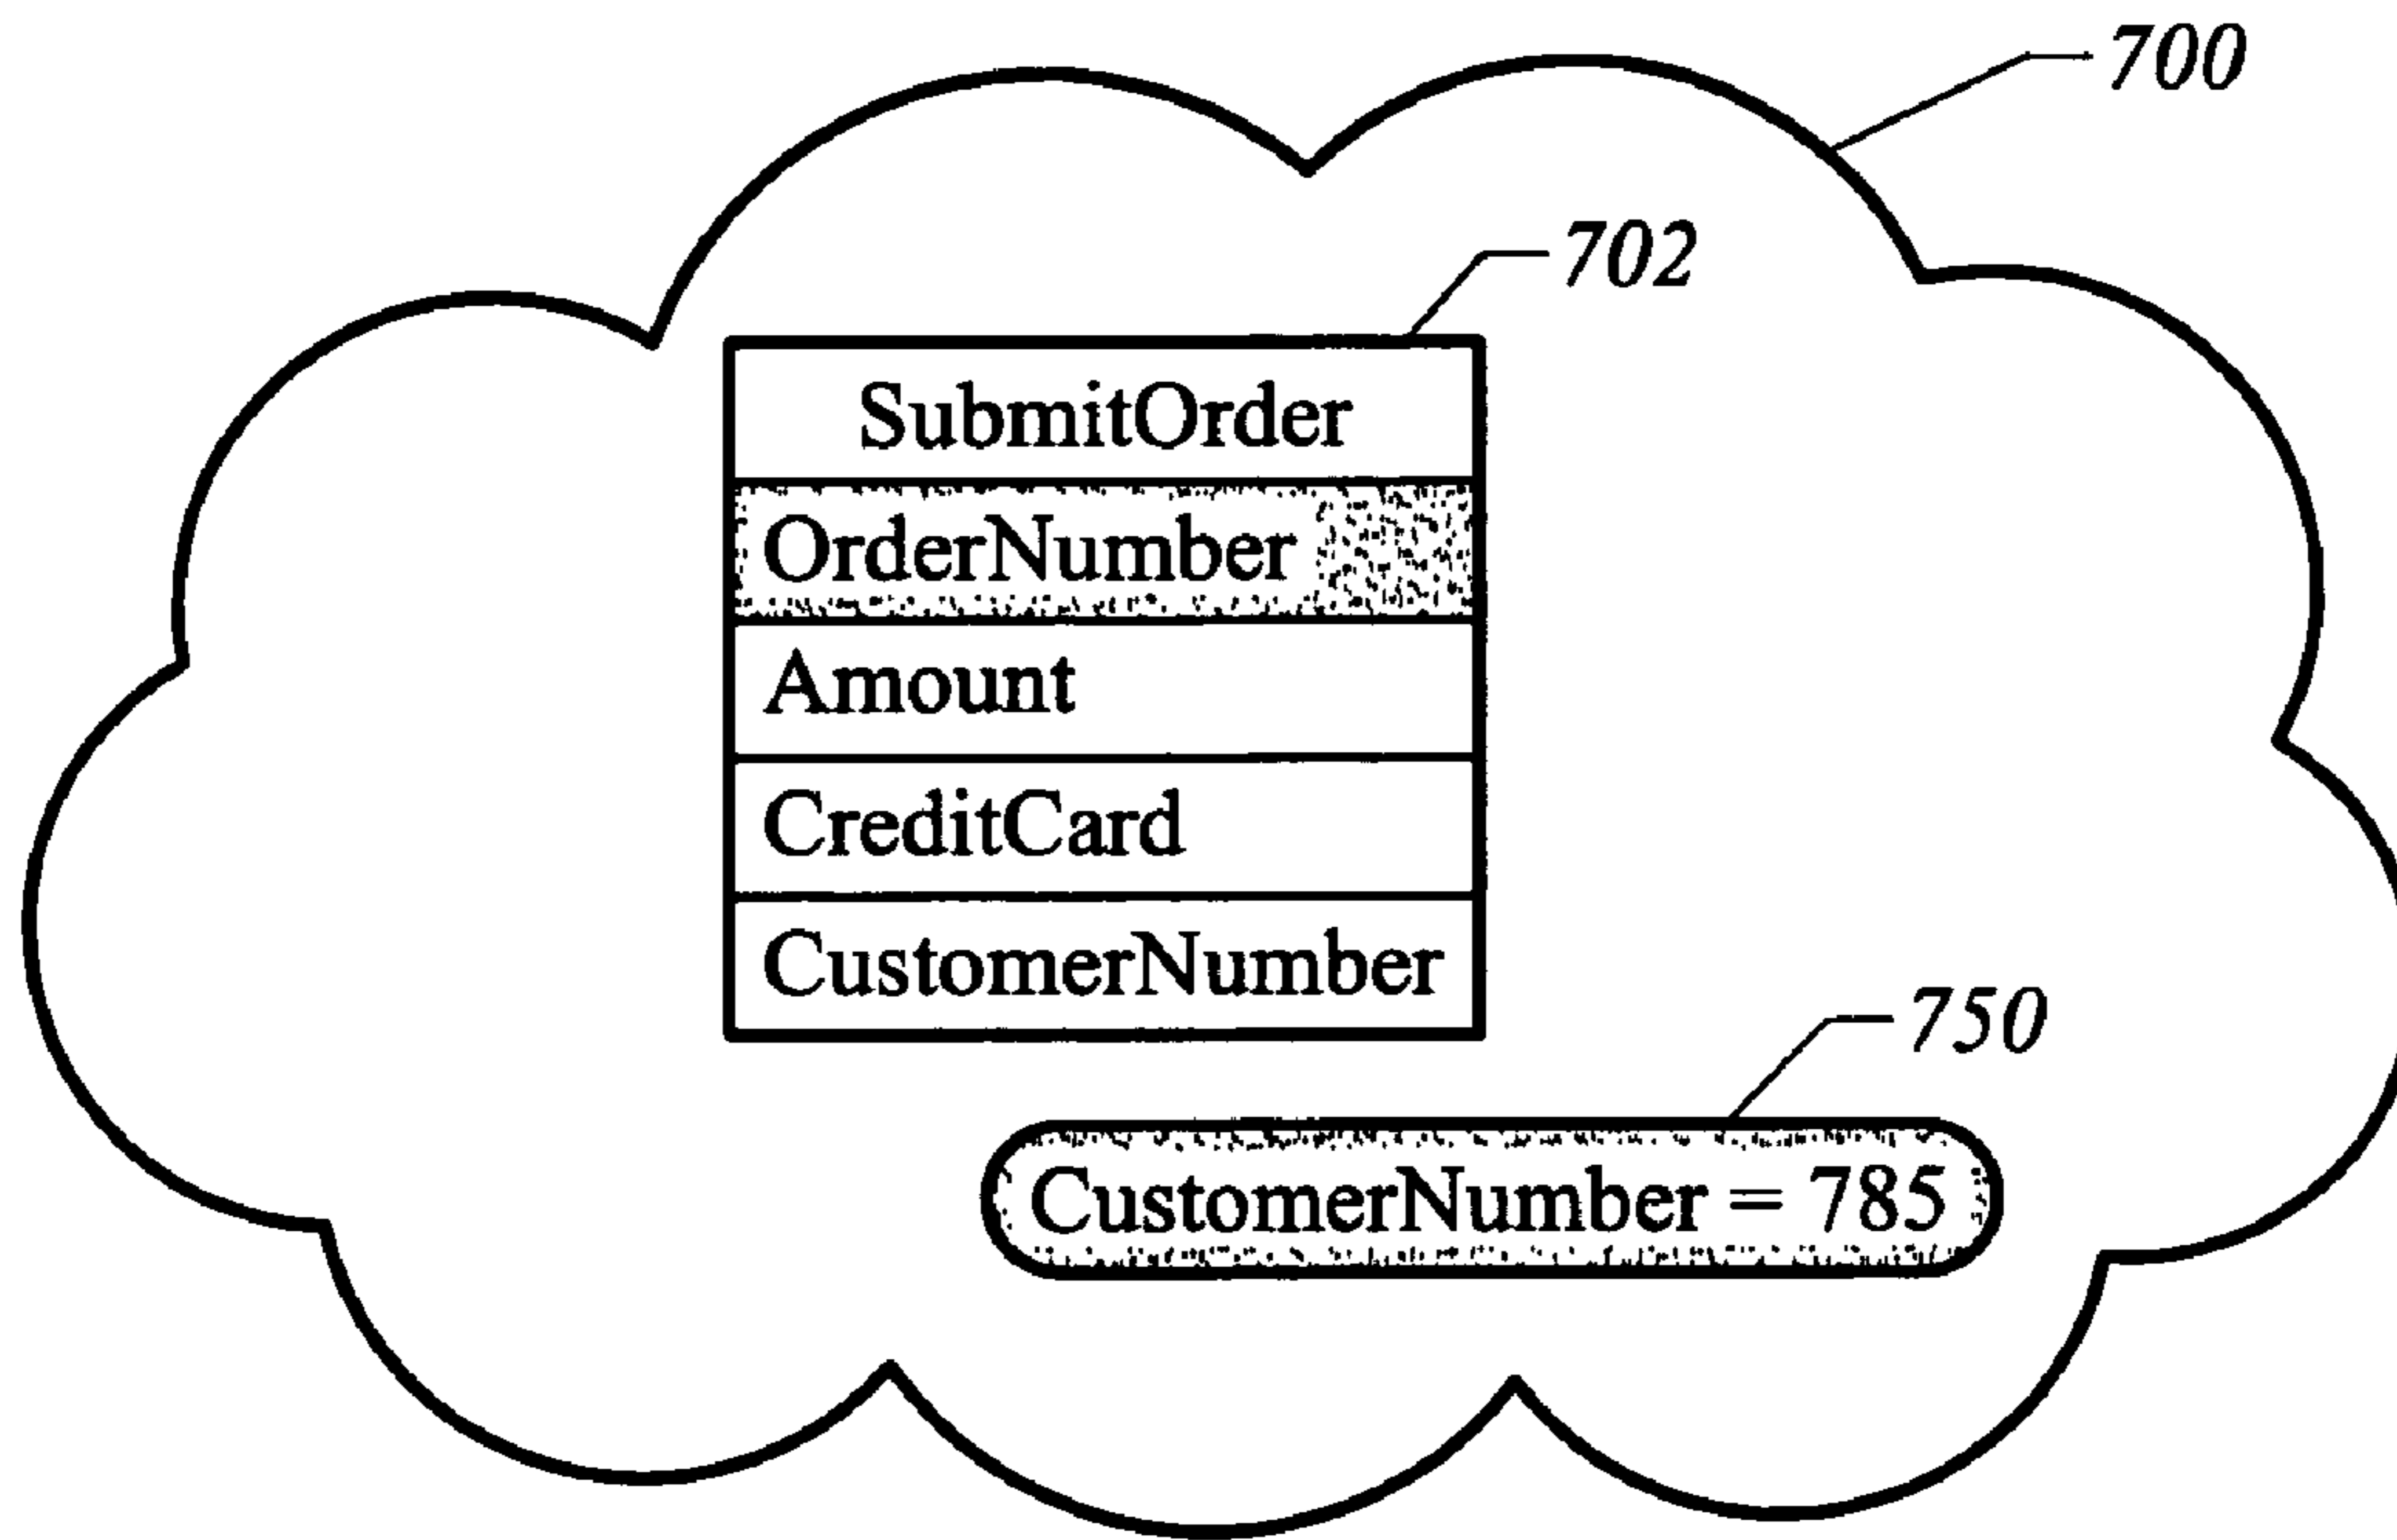 700
702
SubmitOrder
OrderNumber
Amount
CreditCard
CustomerNumber
750
CustomerNumber = 785